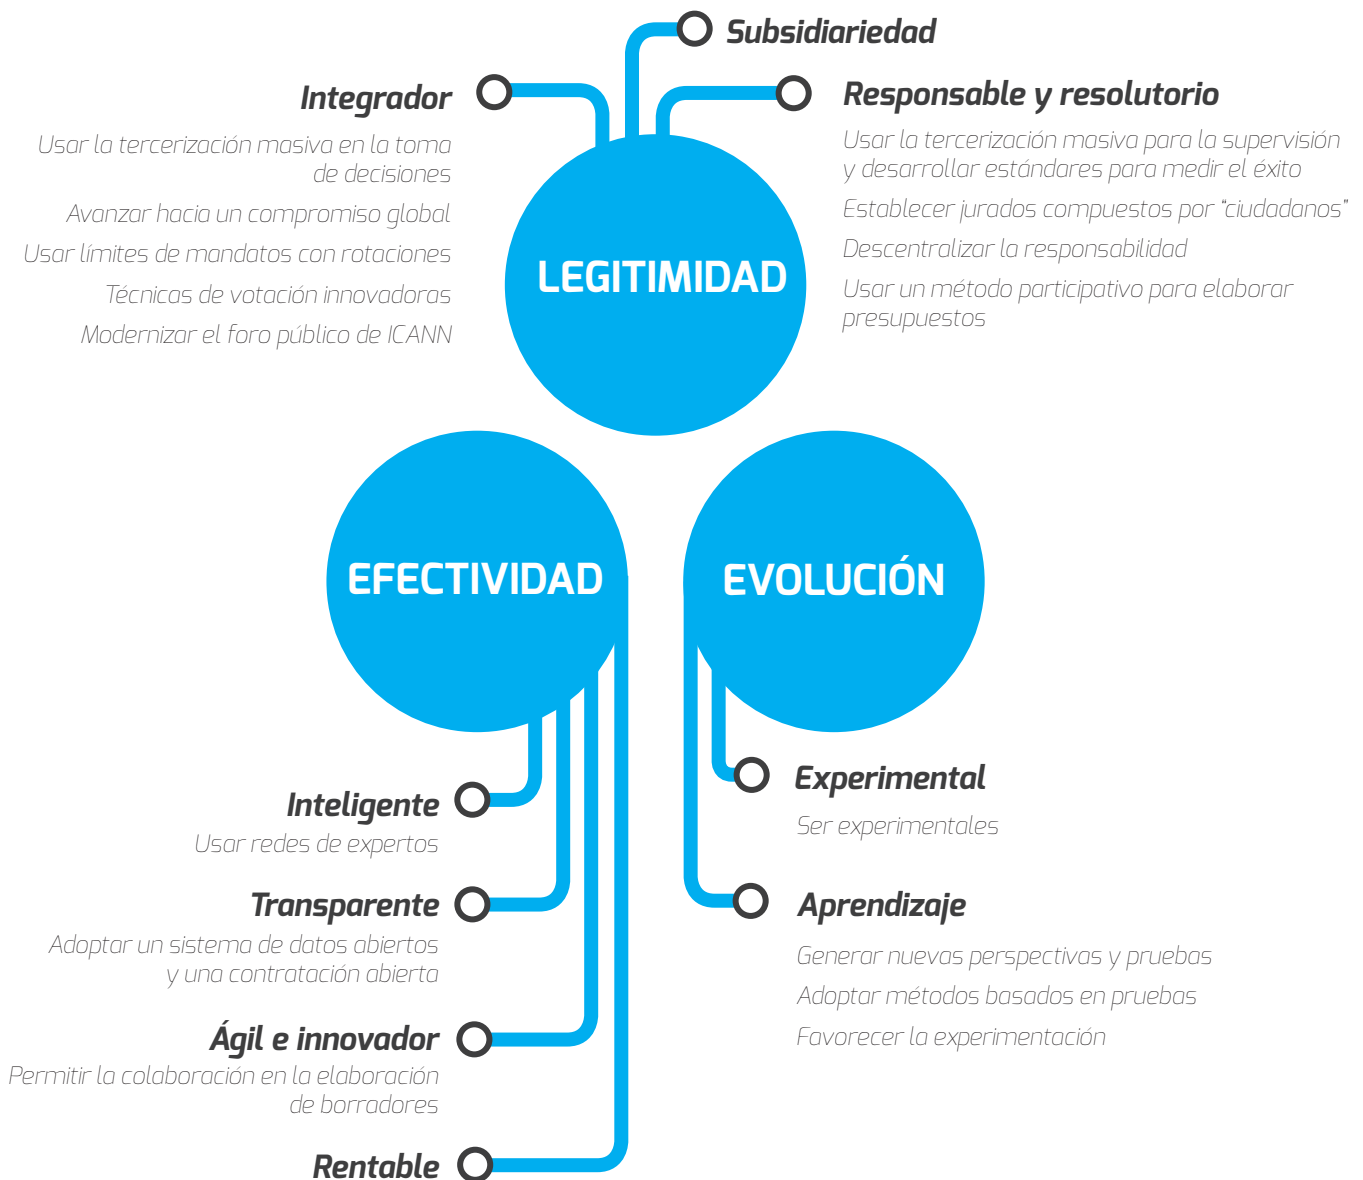 Subsidiariedad
Integrador
Usar la tercerización masiva en la toma
de decisiones
Avanzar hacia un compromiso global
Usar límites de mandatos con rotaciones
Técnicas de votación innovadoras
Modernizar el foro público de ICANN
Responsable y resolutorio
Usar la tercerización masiva para la supervisión
y desarrollar estándares para medir el éxito
Establecer jurados compuestos por “ciudadanos”
Descentralizar la responsabilidad
Usar un método participativo para elaborar
presupuestos
LEGITIMIDAD
EFECTIVIDAD
EVOLUCIÓN
Inteligente
Usar redes de expertos
Transparente
Adoptar un sistema de datos abiertos
y una contratación abierta
Ágil e innovador
Permitir la colaboración en la elaboración
de borradores
Rentable
Experimental
Ser experimentales
Aprendizaje
Generar nuevas perspectivas y pruebas
Adoptar métodos basados en pruebas
Favorecer la experimentación